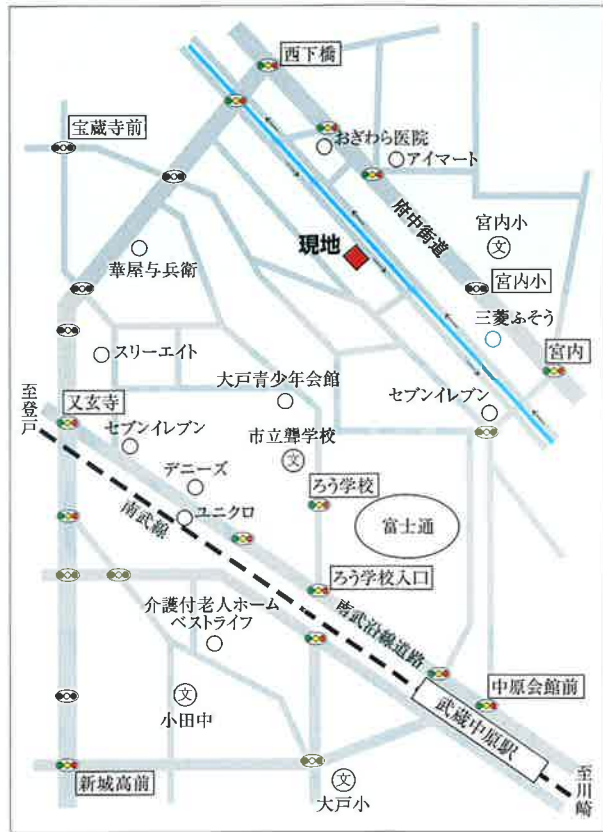 西下橋
宝蔵寺前
おぎわら医院
アイマート
府中街道
宮内小
文
現地
華屋与兵衛
宮内小
三菱ふそう
スリーエイト
宮内
大戸青少年会館
セブンイレブン
至登戸
又玄寺
セブンイレブン
市立聾学校
文
デニーズ
ろう学校
ユニクロ
南武線
富士通
ろう学校入口
介護付老人ホーム
ベストライフ
南武沿線道路
文
小田中
中原会館前
武蔵中原駅
新城高前
文
大戸小
至川崎